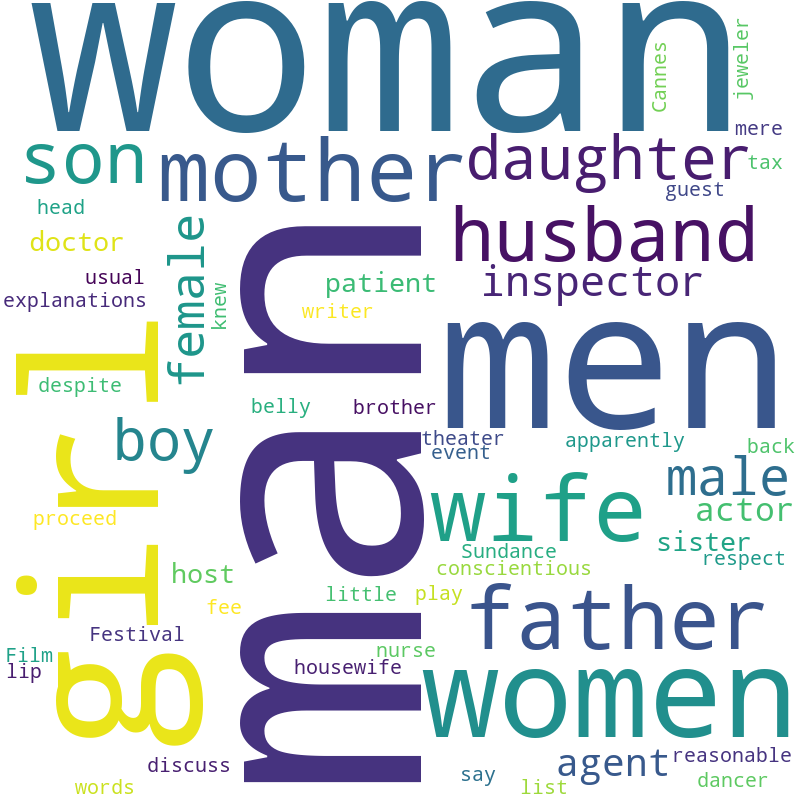 woman
Cannes
jeweler
mere
son
mother
daughter
tax
guest
head
husband
doctor
female
man
usual
inspector
explanations
knew
patient
writer
girl
men
despite
belly
brother
boy
theater
apparently
back
event
male
wife
actor
proceed
sister
Sundance
respect
host
conscientious
fee
little
play
father
Festival
nurse
Film
housewife
lip
women
discuss
agent
reasonable
say
dancer
words
list